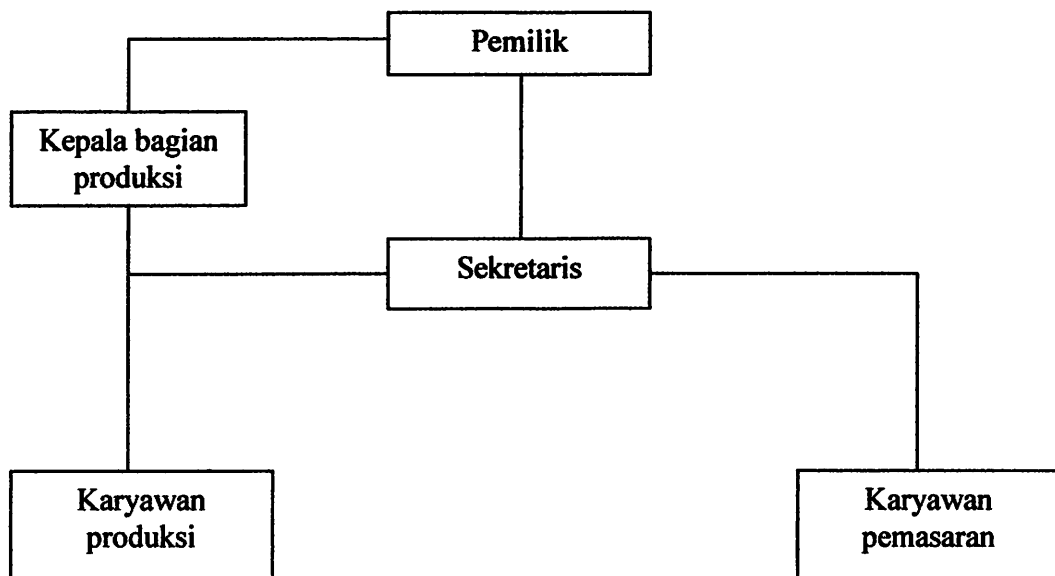 Pemilik
Kepala bagian
produksi
Sekretaris
Karyawan
produksi
Karyawan
pemasaran